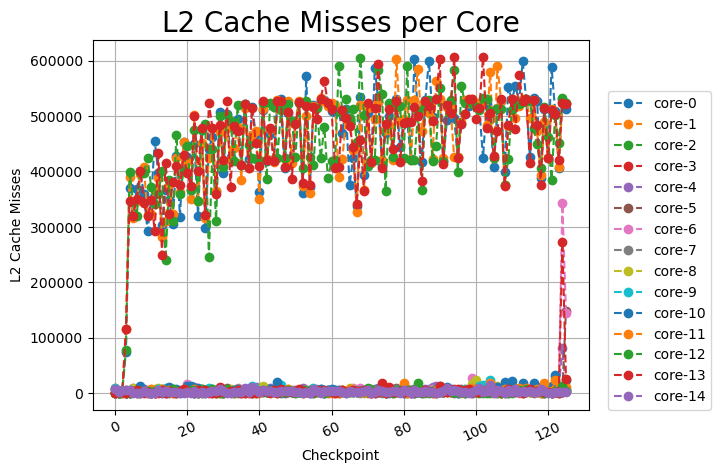 L2 Cache Misses per Core
L2 Cache Misses
600000
500000
400000
300000
200000
100000
0
0
20
40
60
80
100
120
Checkpoint
core-0
core-1
core-2
core-3
core-4
core-5
core-6
core-7
core-8
core-9
core-10
core-11
core-12
core-13
core-14